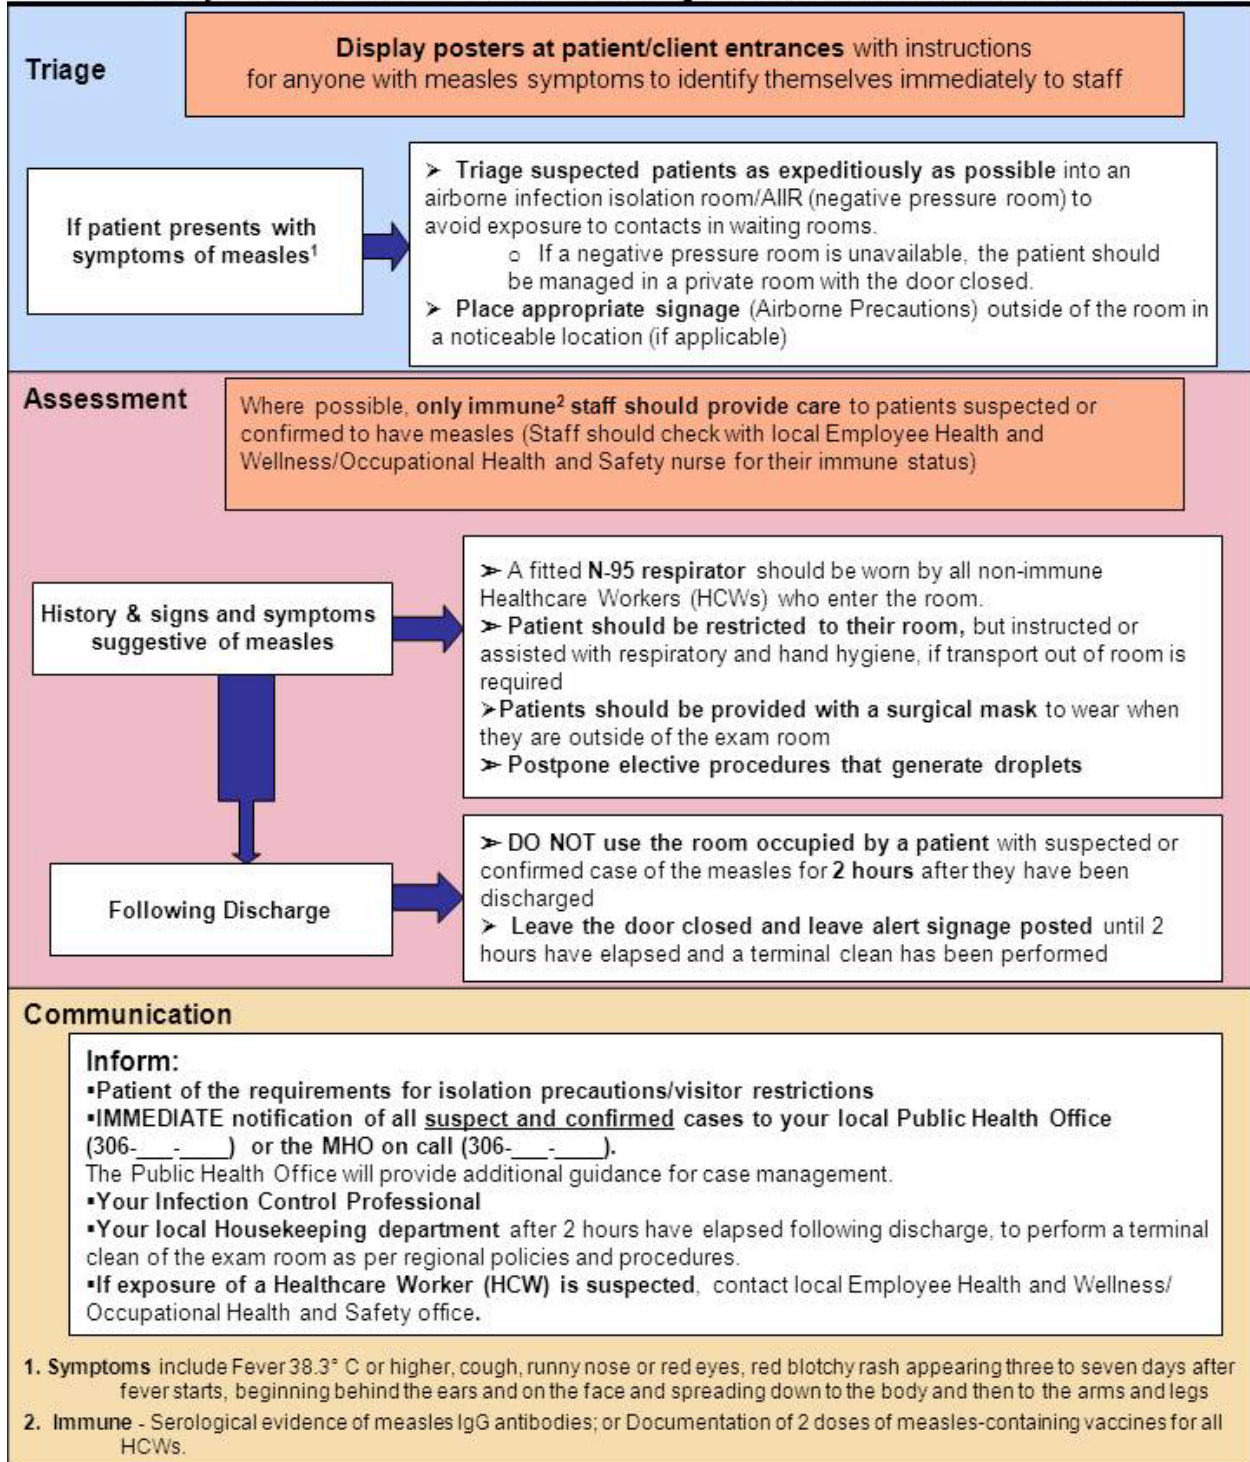 Triage
Display posters at patient/client entrances with instructions
for anyone with measles symptoms to identify themselves immediately to staff
If patient presents with
symptoms of measles1
➢ Triage suspected patients as expeditiously as possible into an
airborne infection isolation room/AIIR (negative pressure room) to
avoid exposure to contacts in waiting rooms.
o If a negative pressure room is unavailable, the patient should
be managed in a private room with the door closed.
➢ Place appropriate signage (Airborne Precautions) outside of the room in
a noticeable location (if applicable)
Assessment
Where possible, only immune2 staff should provide care to patients suspected or
confirmed to have measles (Staff should check with local Employee Health and
Wellness/Occupational Health and Safety nurse for their immune status)
History & signs and symptoms
suggestive of measles
➢ A fitted N-95 respirator should be worn by all non-immune
Healthcare Workers (HCWs) who enter the room.
➢ Patient should be restricted to their room, but instructed or
assisted with respiratory and hand hygiene, if transport out of room is
required
➢Patients should be provided with a surgical mask to wear when
they are outside of the exam room
➢ Postpone elective procedures that generate droplets
Following Discharge
➢ DO NOT use the room occupied by a patient with suspected or
confirmed case of the measles for 2 hours after they have been
discharged
➢ Leave the door closed and leave alert signage posted until 2
hours have elapsed and a terminal clean has been performed
Communication
Inform:
▪Patient of the requirements for isolation precautions/visitor restrictions
▪IMMEDIATE notification of all suspect and confirmed cases to your local Public Health Office
(306-___-____) or the MHO on call (306-___-____).
The Public Health Office will provide additional guidance for case management.
▪Your Infection Control Professional
▪Your local Housekeeping department after 2 hours have elapsed following discharge, to perform a terminal
clean of the exam room as per regional policies and procedures.
▪If exposure of a Healthcare Worker (HCW) is suspected, contact local Employee Health and Wellness/
Occupational Health and Safety office.
1. Symptoms include Fever 38.3° C or higher, cough, runny nose or red eyes, red blotchy rash appearing three to seven days after
fever starts, beginning behind the ears and on the face and spreading down to the body and then to the arms and legs
2. Immune - Serological evidence of measles IgG antibodies; or Documentation of 2 doses of measles-containing vaccines for all
HCWs.